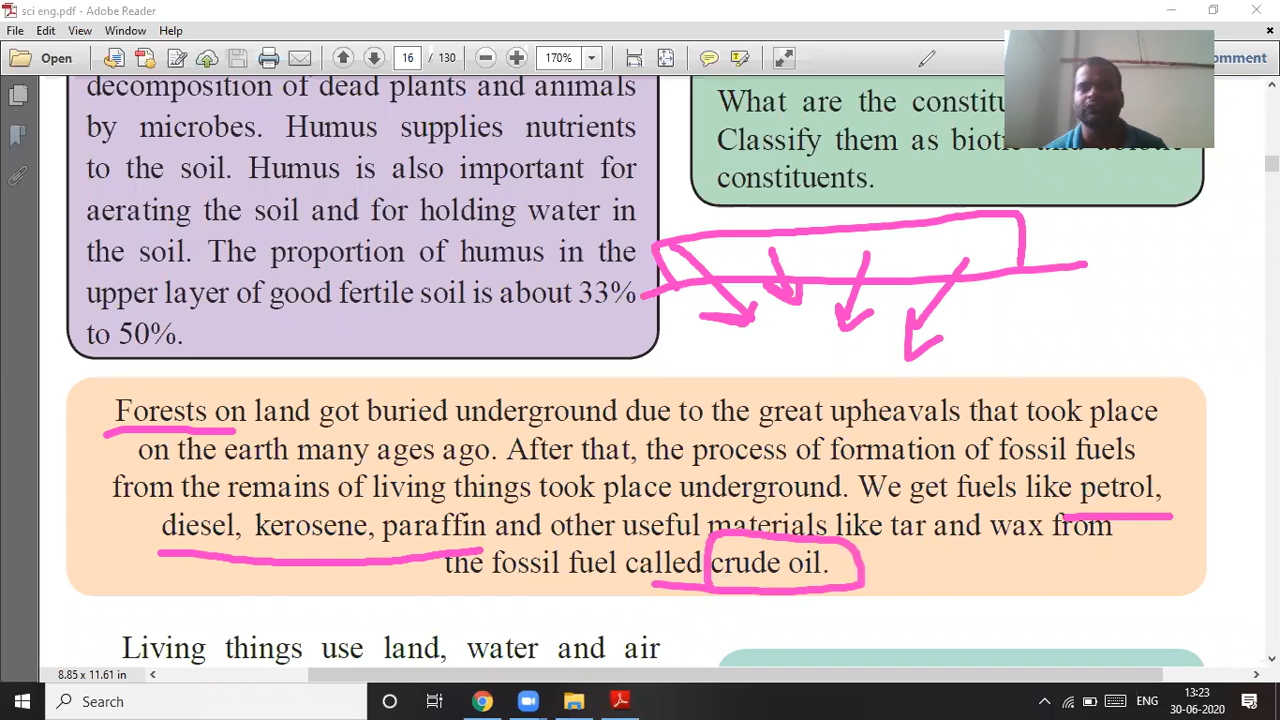 sci eng.pdf - Adobe Reader
File Edit View Window Help
Open 16 / 130 170% omment
decomposition of dead plants and animals
by microbes. Humus supplies nutrients
to the soil. Humus is also important for
aerating the soil and for holding water in
the soil. The proportion of humus in the
upper layer of good fertile soil is about 33%
to 50%.
What are the constitu
Classify them as biotic and abiotic
constituents.
Forests on land got buried underground due to the great upheavals that took place
on the earth many ages ago. After that, the process of formation of fossil fuels
from the remains of living things took place underground. We get fuels like petrol,
diesel, kerosene, paraffin and other useful materials like tar and wax from
the fossil fuel called crude oil.
Living things use land, water and air
8.85 x 11.61 in
Search
ENG
13:23
30-06-2020